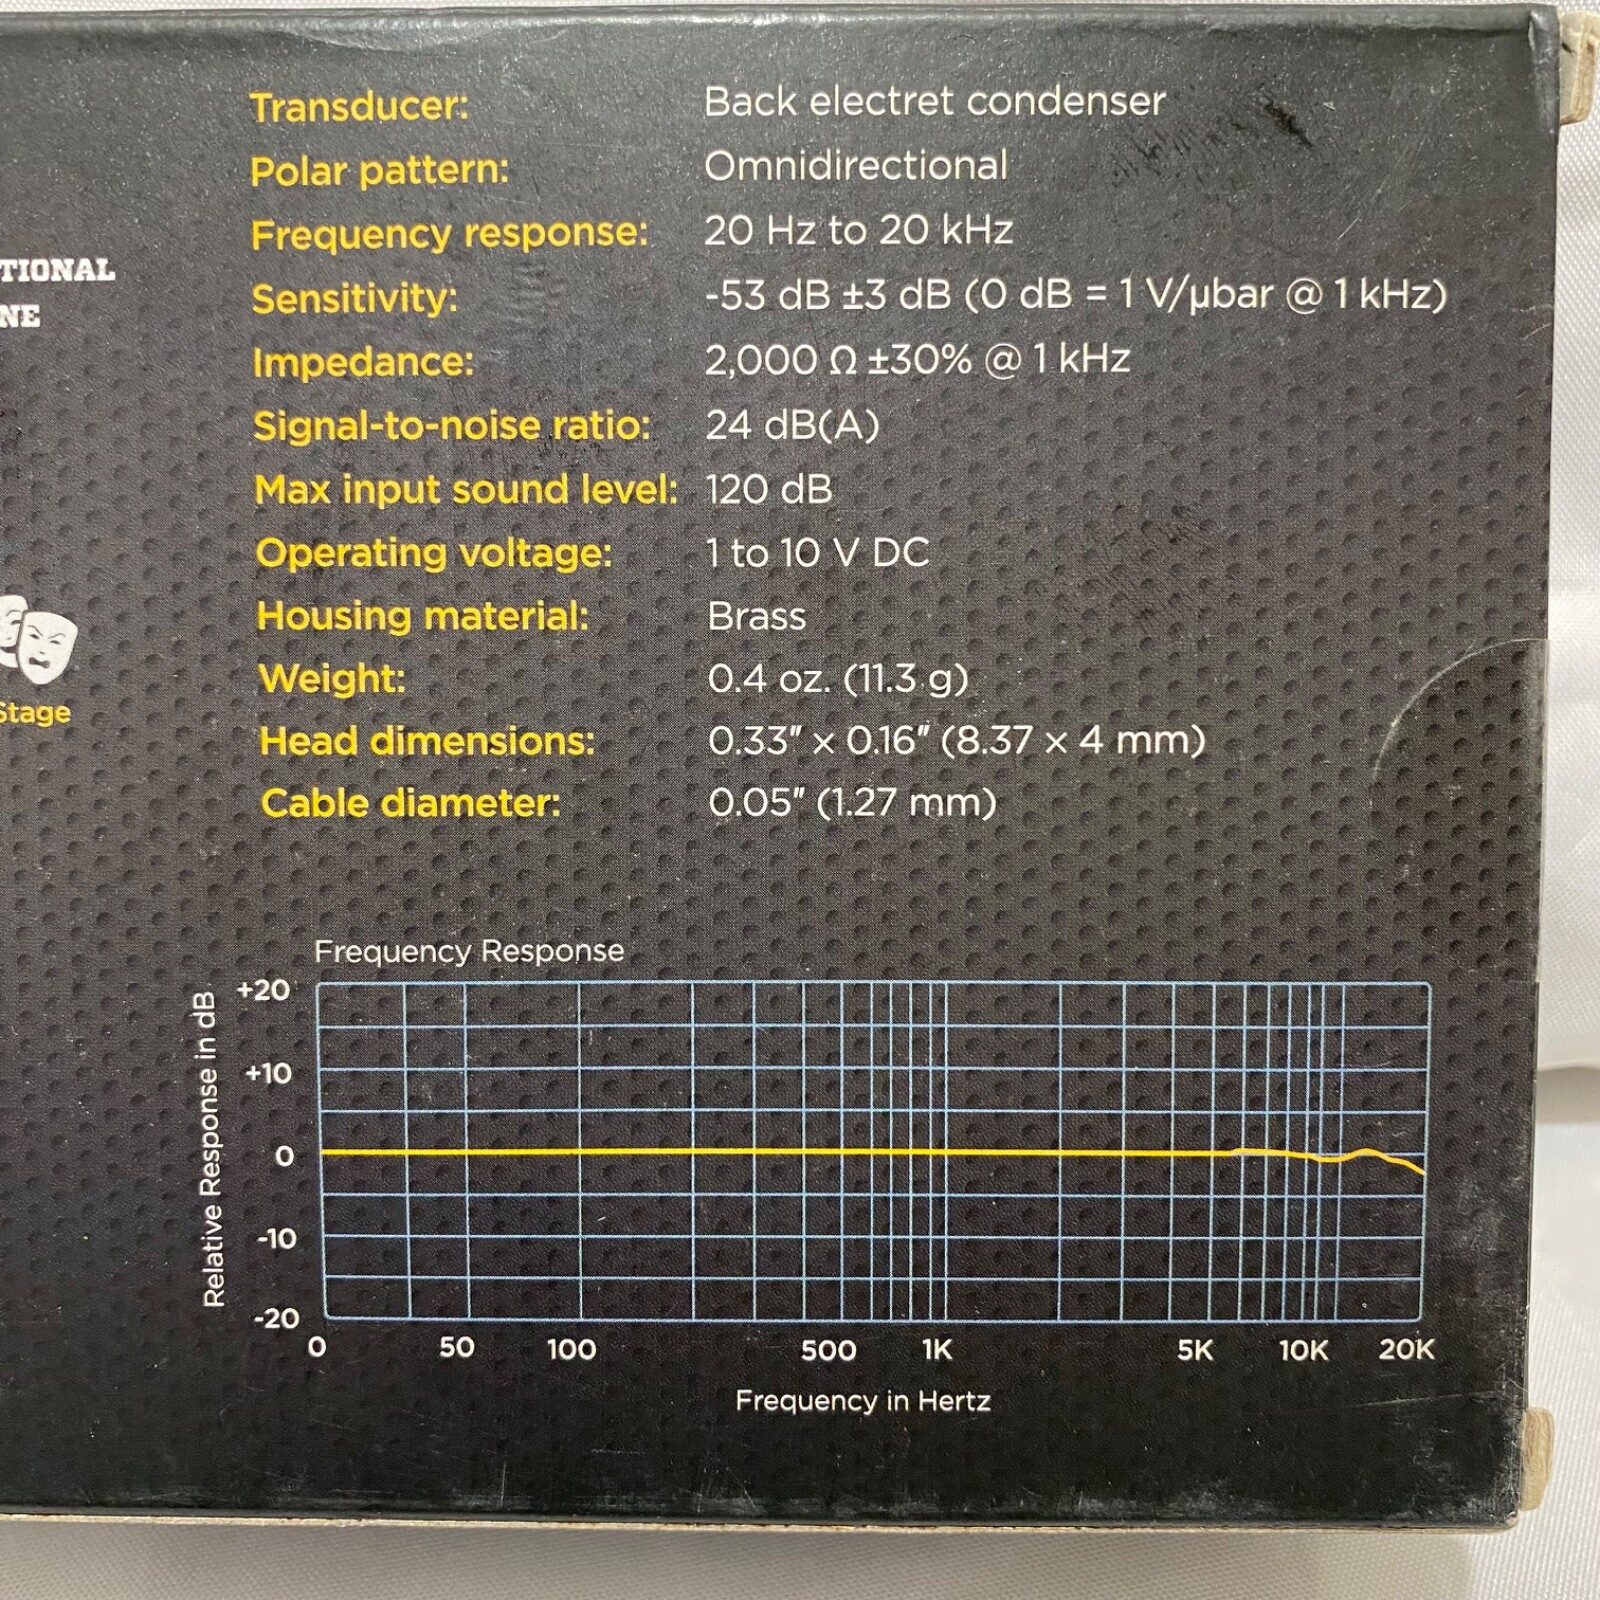 TIONAL
NE
Stage
Transducer: Back electret condenser
Polar pattern: Omnidirectional
Frequency response: 20 Hz to 20 kHz
Sensitivity: -53 dB ±3 dB (0 dB = 1 V/µbar @ 1 kHz)
Impedance: 2,000 Ω ±30% @ 1 kHz
Signal-to-noise ratio: 24 dB(A)
Max input sound level: 120 dB
Operating voltage: 1 to 10 V DC
Housing material: Brass
Weight: 0.4 oz. (11.3 g)
Head dimensions: 0.33" x 0.16" (8.37 x 4 mm)
Cable diameter: 0.05" (1.27 mm)
Frequency Response
Relative Response in dB
+20
+10
0
-10
-20
0 50 100 500 1K 5K 10K 20K
Frequency in Hertz